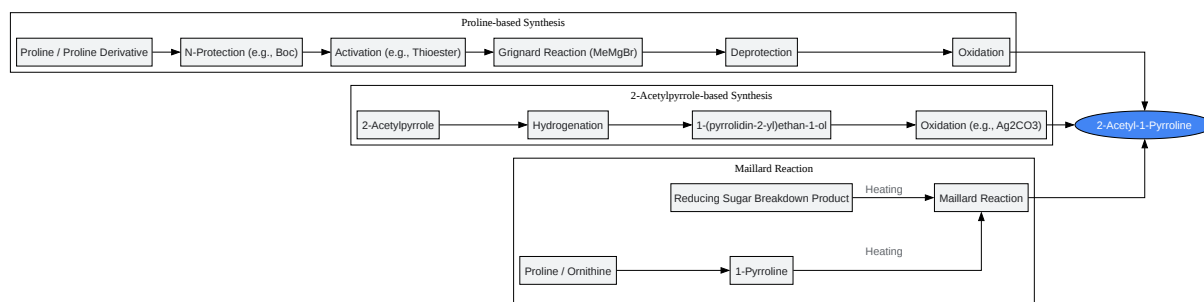 Proline-based Synthesis
Proline / Proline Derivative
N-Protection (e.g., Boc)
Activation (e.g., Thioester)
Grignard Reaction (MeMgBr)
Deprotection
Oxidation
2-Acetylpyrrole-based Synthesis
2-Acetylpyrrole
Hydrogenation
1-(pyrrolidin-2-yl)ethan-1-ol
Oxidation (e.g., Ag2CO3)
2-Acetyl-1-Pyrroline
Maillard Reaction
Reducing Sugar Breakdown Product
Heating
Maillard Reaction
Proline / Ornithine
1-Pyrroline
Heating